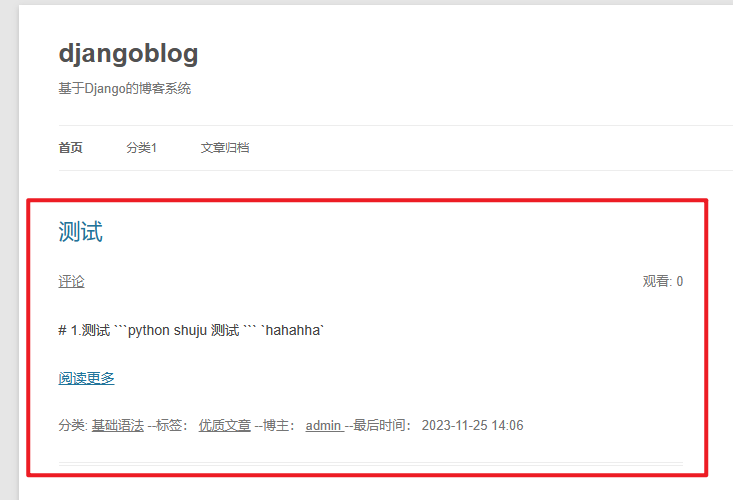 djangoblog
基于Django的博客系统
首页 分类1 文章归档
测试
评论 观看: 0
# 1.测试 ```python shuju 测试 ``` `hahahha`
阅读更多
分类: 基础语法 --标签： 优质文章 --博主： admin --最后时间： 2023-11-25 14:06